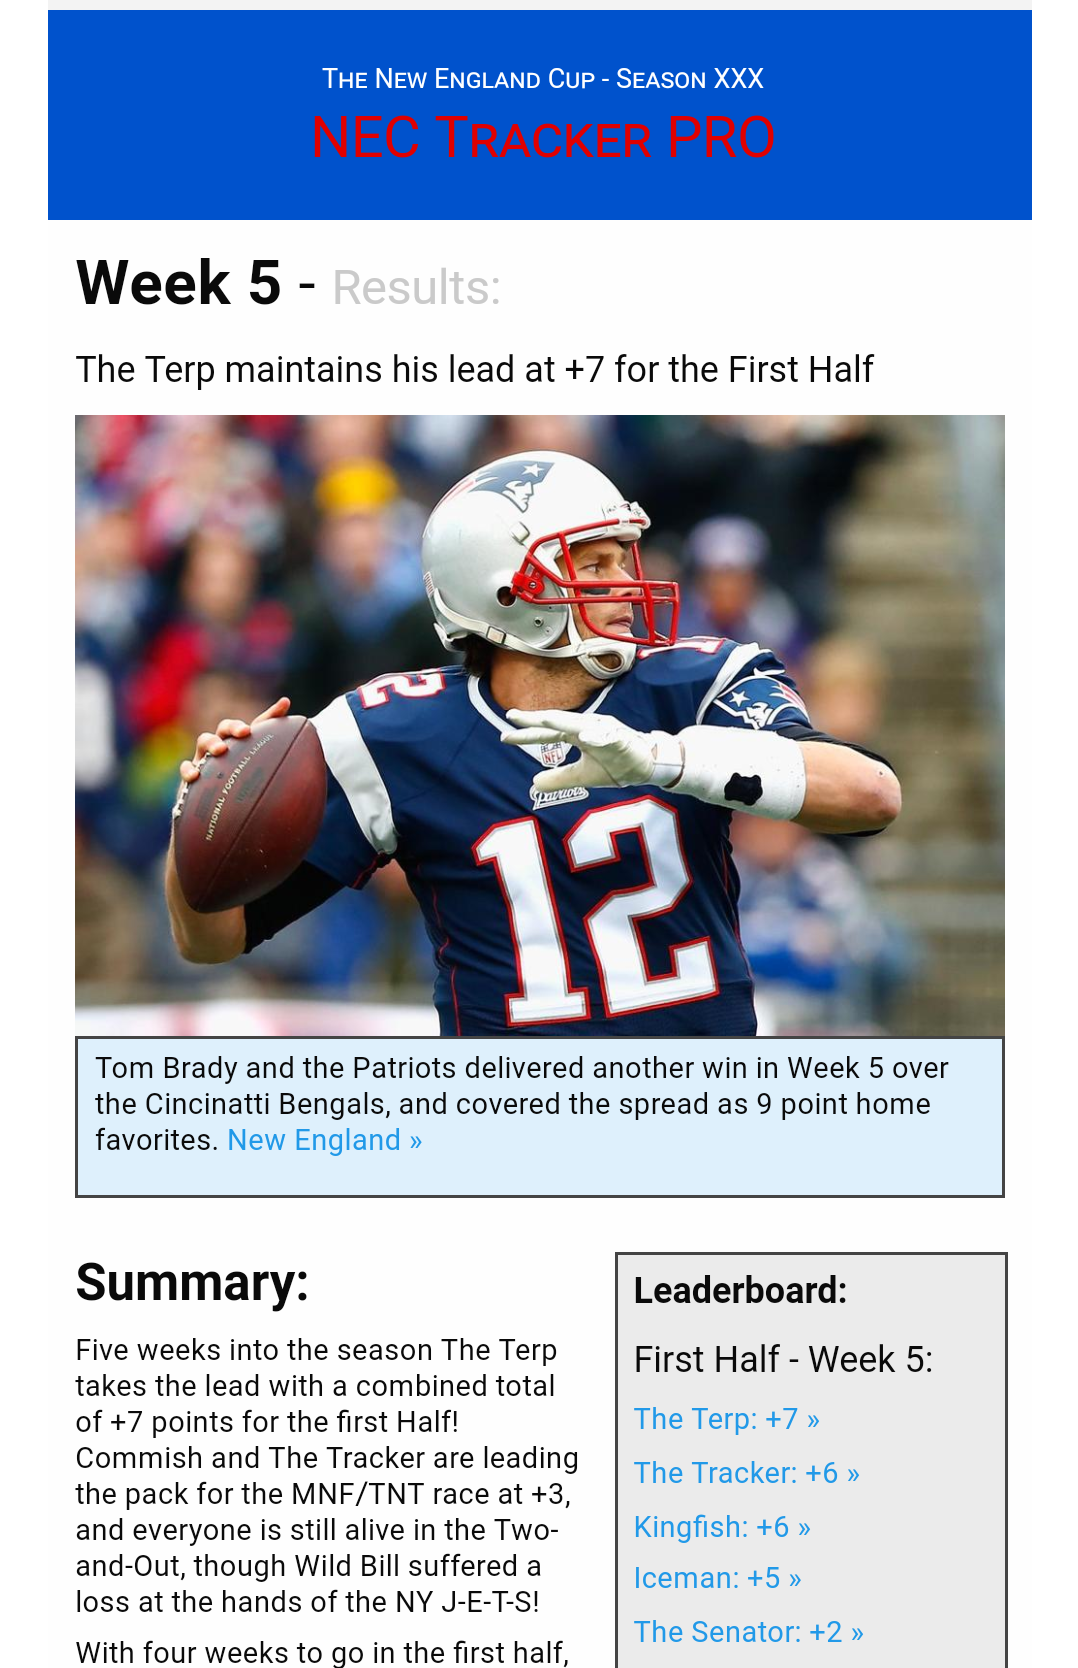 The New England Cup - Season XXX
NEC Tracker PRO
Week 5 - Results:
The Terp maintains his lead at +7 for the First Half
12
NATIONAL FOOTBALL LEAGUE
NFL
Patriots
12
Tom Brady and the Patriots delivered another win in Week 5 over
the Cincinatti Bengals, and covered the spread as 9 point home
favorites. New England »
Summary:
Five weeks into the season The Terp
takes the lead with a combined total
of +7 points for the first Half!
Commish and The Tracker are leading
the pack for the MNF/TNT race at +3,
and everyone is still alive in the Two-
and-Out, though Wild Bill suffered a
loss at the hands of the NY J-E-T-S!
With four weeks to go in the first half,
Leaderboard:
First Half - Week 5:
The Terp: +7 »
The Tracker: +6 »
Kingfish: +6 »
Iceman: +5 »
The Senator: +2 »